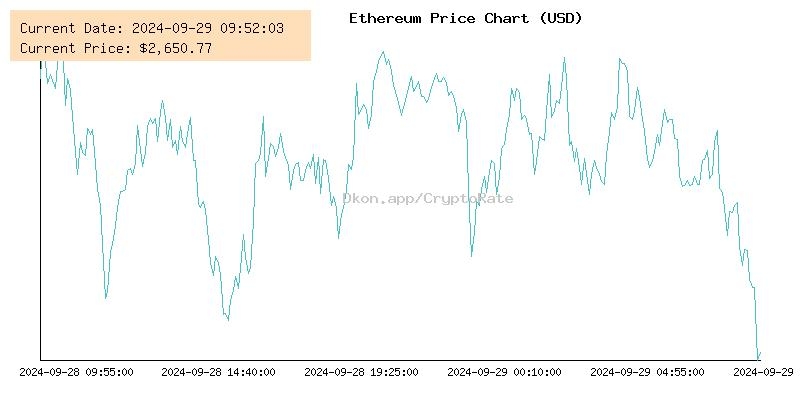 Ethereum Price Chart (USD)
Current Date: 2024-09-29 09:52:03
Current Price: $2,650.77
Dkon.app/CryptoRate
2024-09-28 09:55:00 2024-09-28 14:40:00 2024-09-28 19:25:00 2024-09-29 00:10:00 2024-09-29 04:55:00 2024-09-29